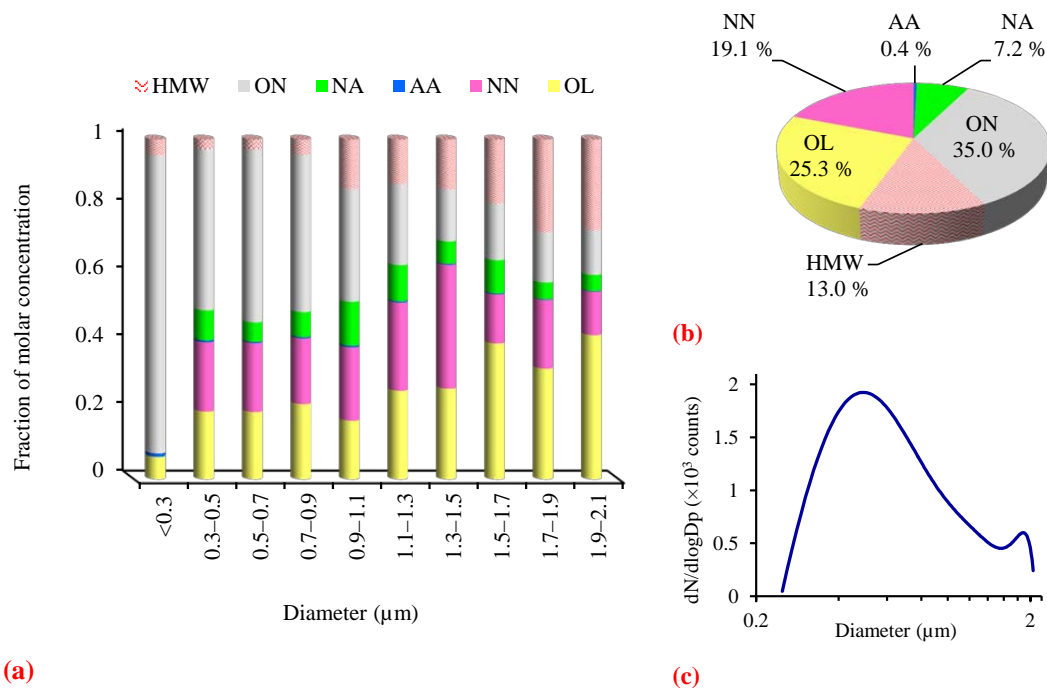 HMW ON NA AA NN OL
Fraction of molar concentration
1
0.8
0.6
0.4
0.2
0
<0.3
0.3–0.5
0.5–0.7
0.7–0.9
0.9–1.1
1.1–1.3
1.3–1.5
1.5–1.7
1.7–1.9
1.9–2.1
Diameter (µm)
(a)
NN
19.1 %
AA
0.4 %
NA
7.2 %
ON
35.0 %
OL
25.3 %
HMW
13.0 %
(b)
dN/dlogDp (×10³ counts)
2
1.5
1
0.5
0
0.2
2
Diameter (µm)
(c)